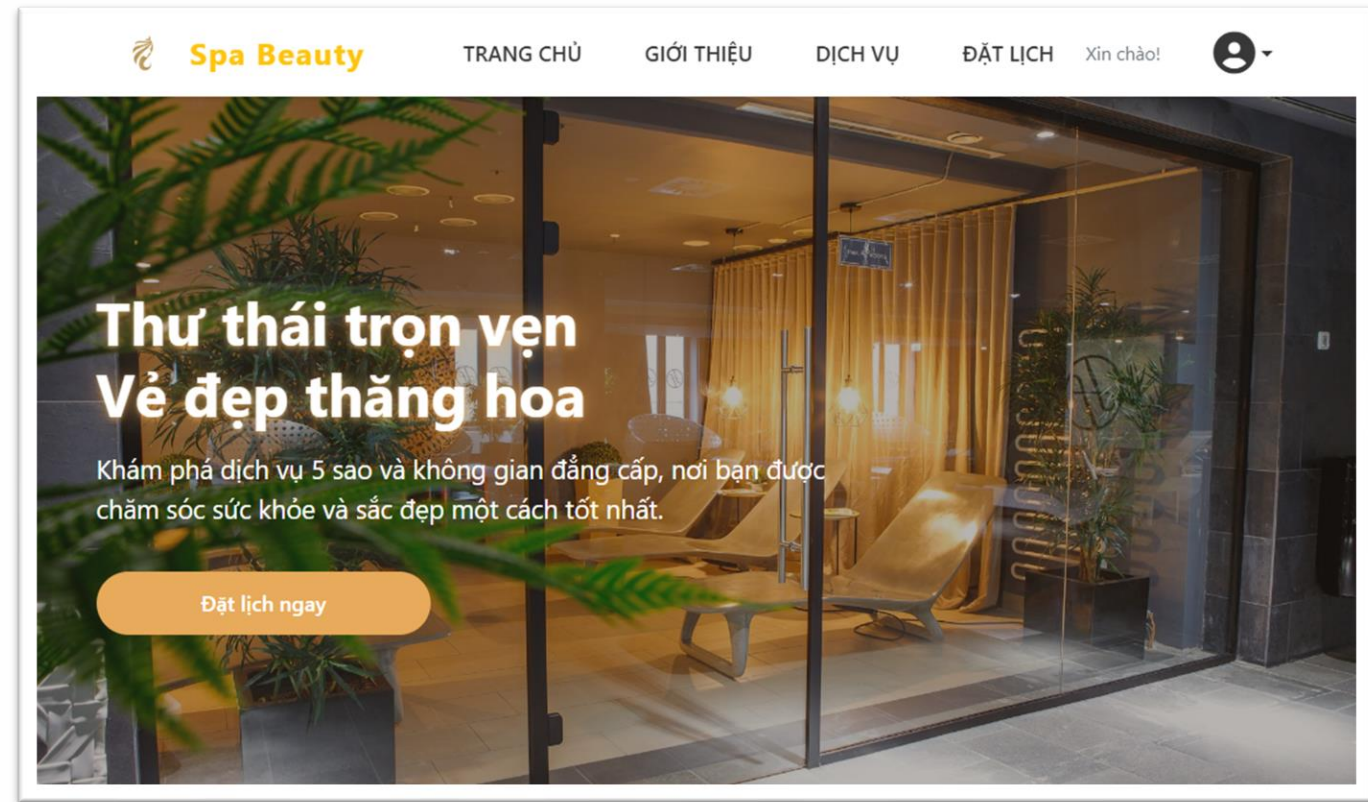 Spa Beauty
TRANG CHỦ
GIỚI THIỆU
DỊCH VỤ
ĐẶT LỊCH
Xin chào!
Thư thái trọn vẹn
Vẻ đẹp thăng hoa
Khám phá dịch vụ 5 sao và không gian đẳng cấp, nơi bạn được
chăm sóc sức khỏe và sắc đẹp một cách tốt nhất.
Đặt lịch ngay